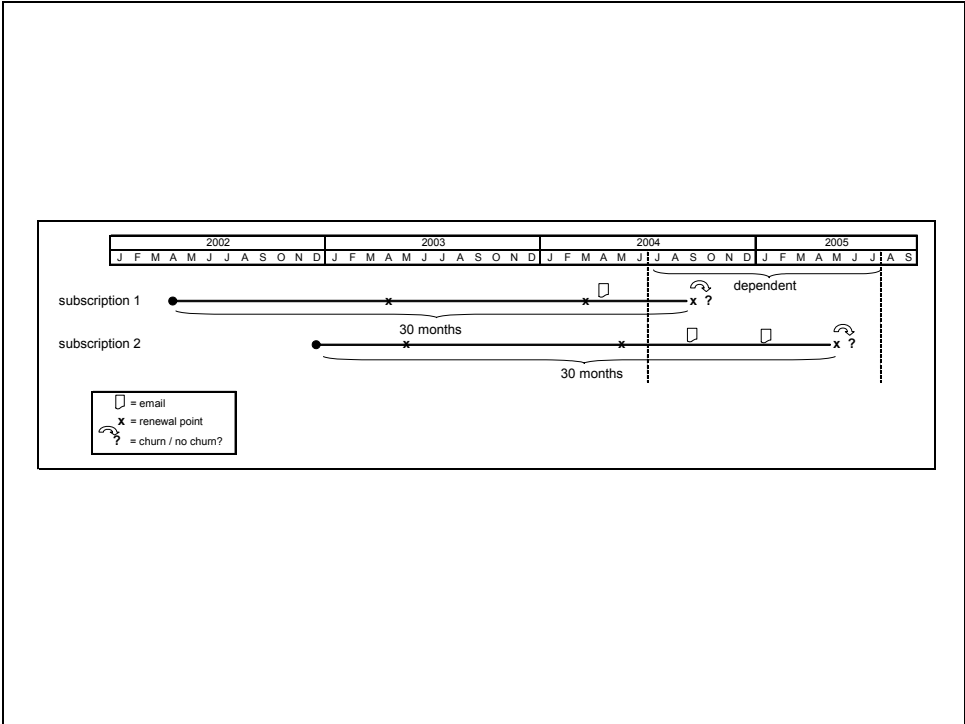 2002 2003 2004 2005
J F M A M J J A S O N D J F M A M J J A S O N D J F M A M J J A S O N D J F M A M J J A S
dependent
subscription 1 x x x ?
30 months
subscription 2 x x x ?
30 months
= email
x = renewal point
? = churn / no churn?